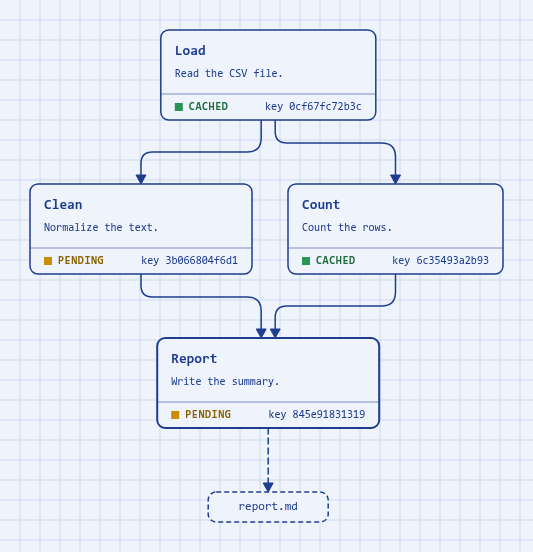 Load
Read the CSV file.
CACHED key 0cf67fc72b3c
Clean
Normalize the text.
PENDING key 3b066804f6d1
Count
Count the rows.
CACHED key 6c35493a2b93
Report
Write the summary.
PENDING key 845e91831319
report.md